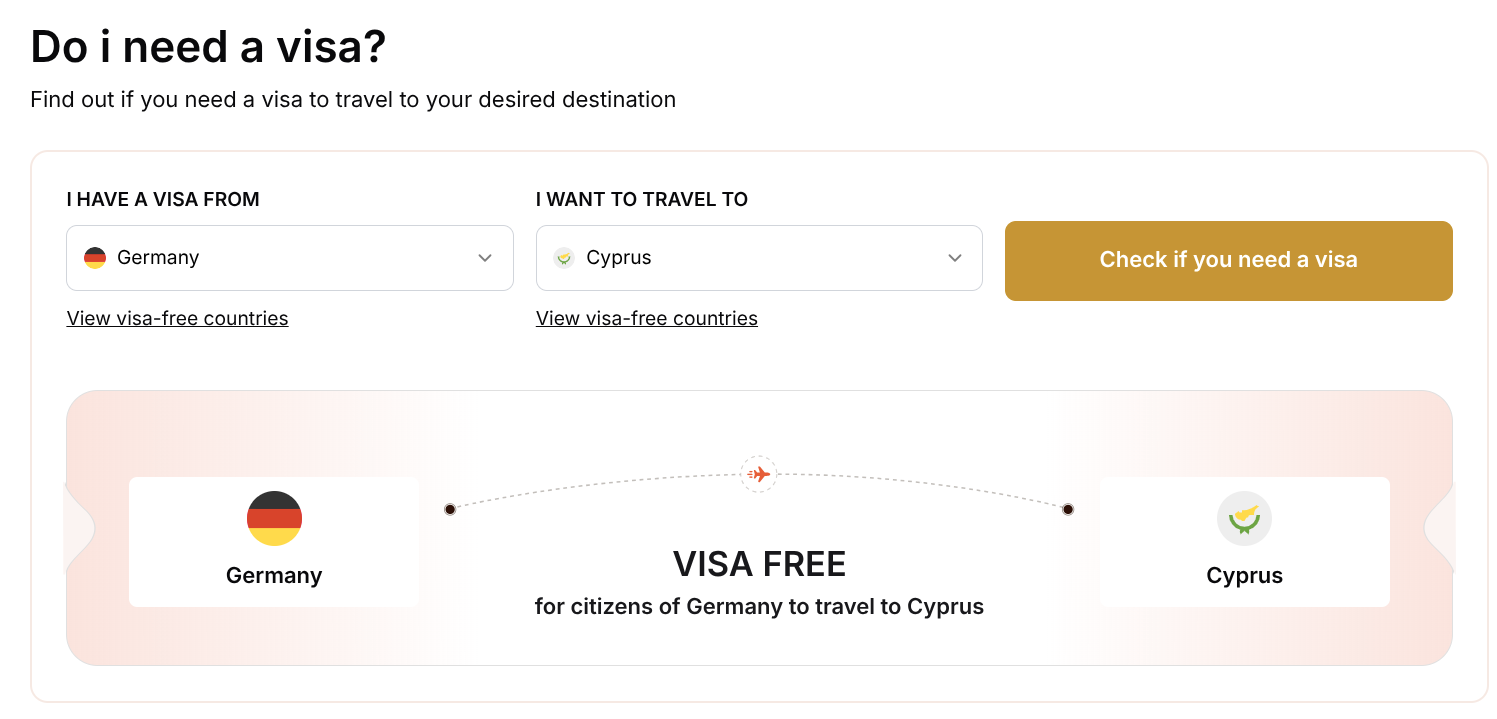 Do i need a visa?
Find out if you need a visa to travel to your desired destination
I HAVE A VISA FROM
Germany
View visa-free countries
I WANT TO TRAVEL TO
Cyprus
View visa-free countries
Check if you need a visa
Germany
VISA FREE
for citizens of Germany to travel to Cyprus
Cyprus